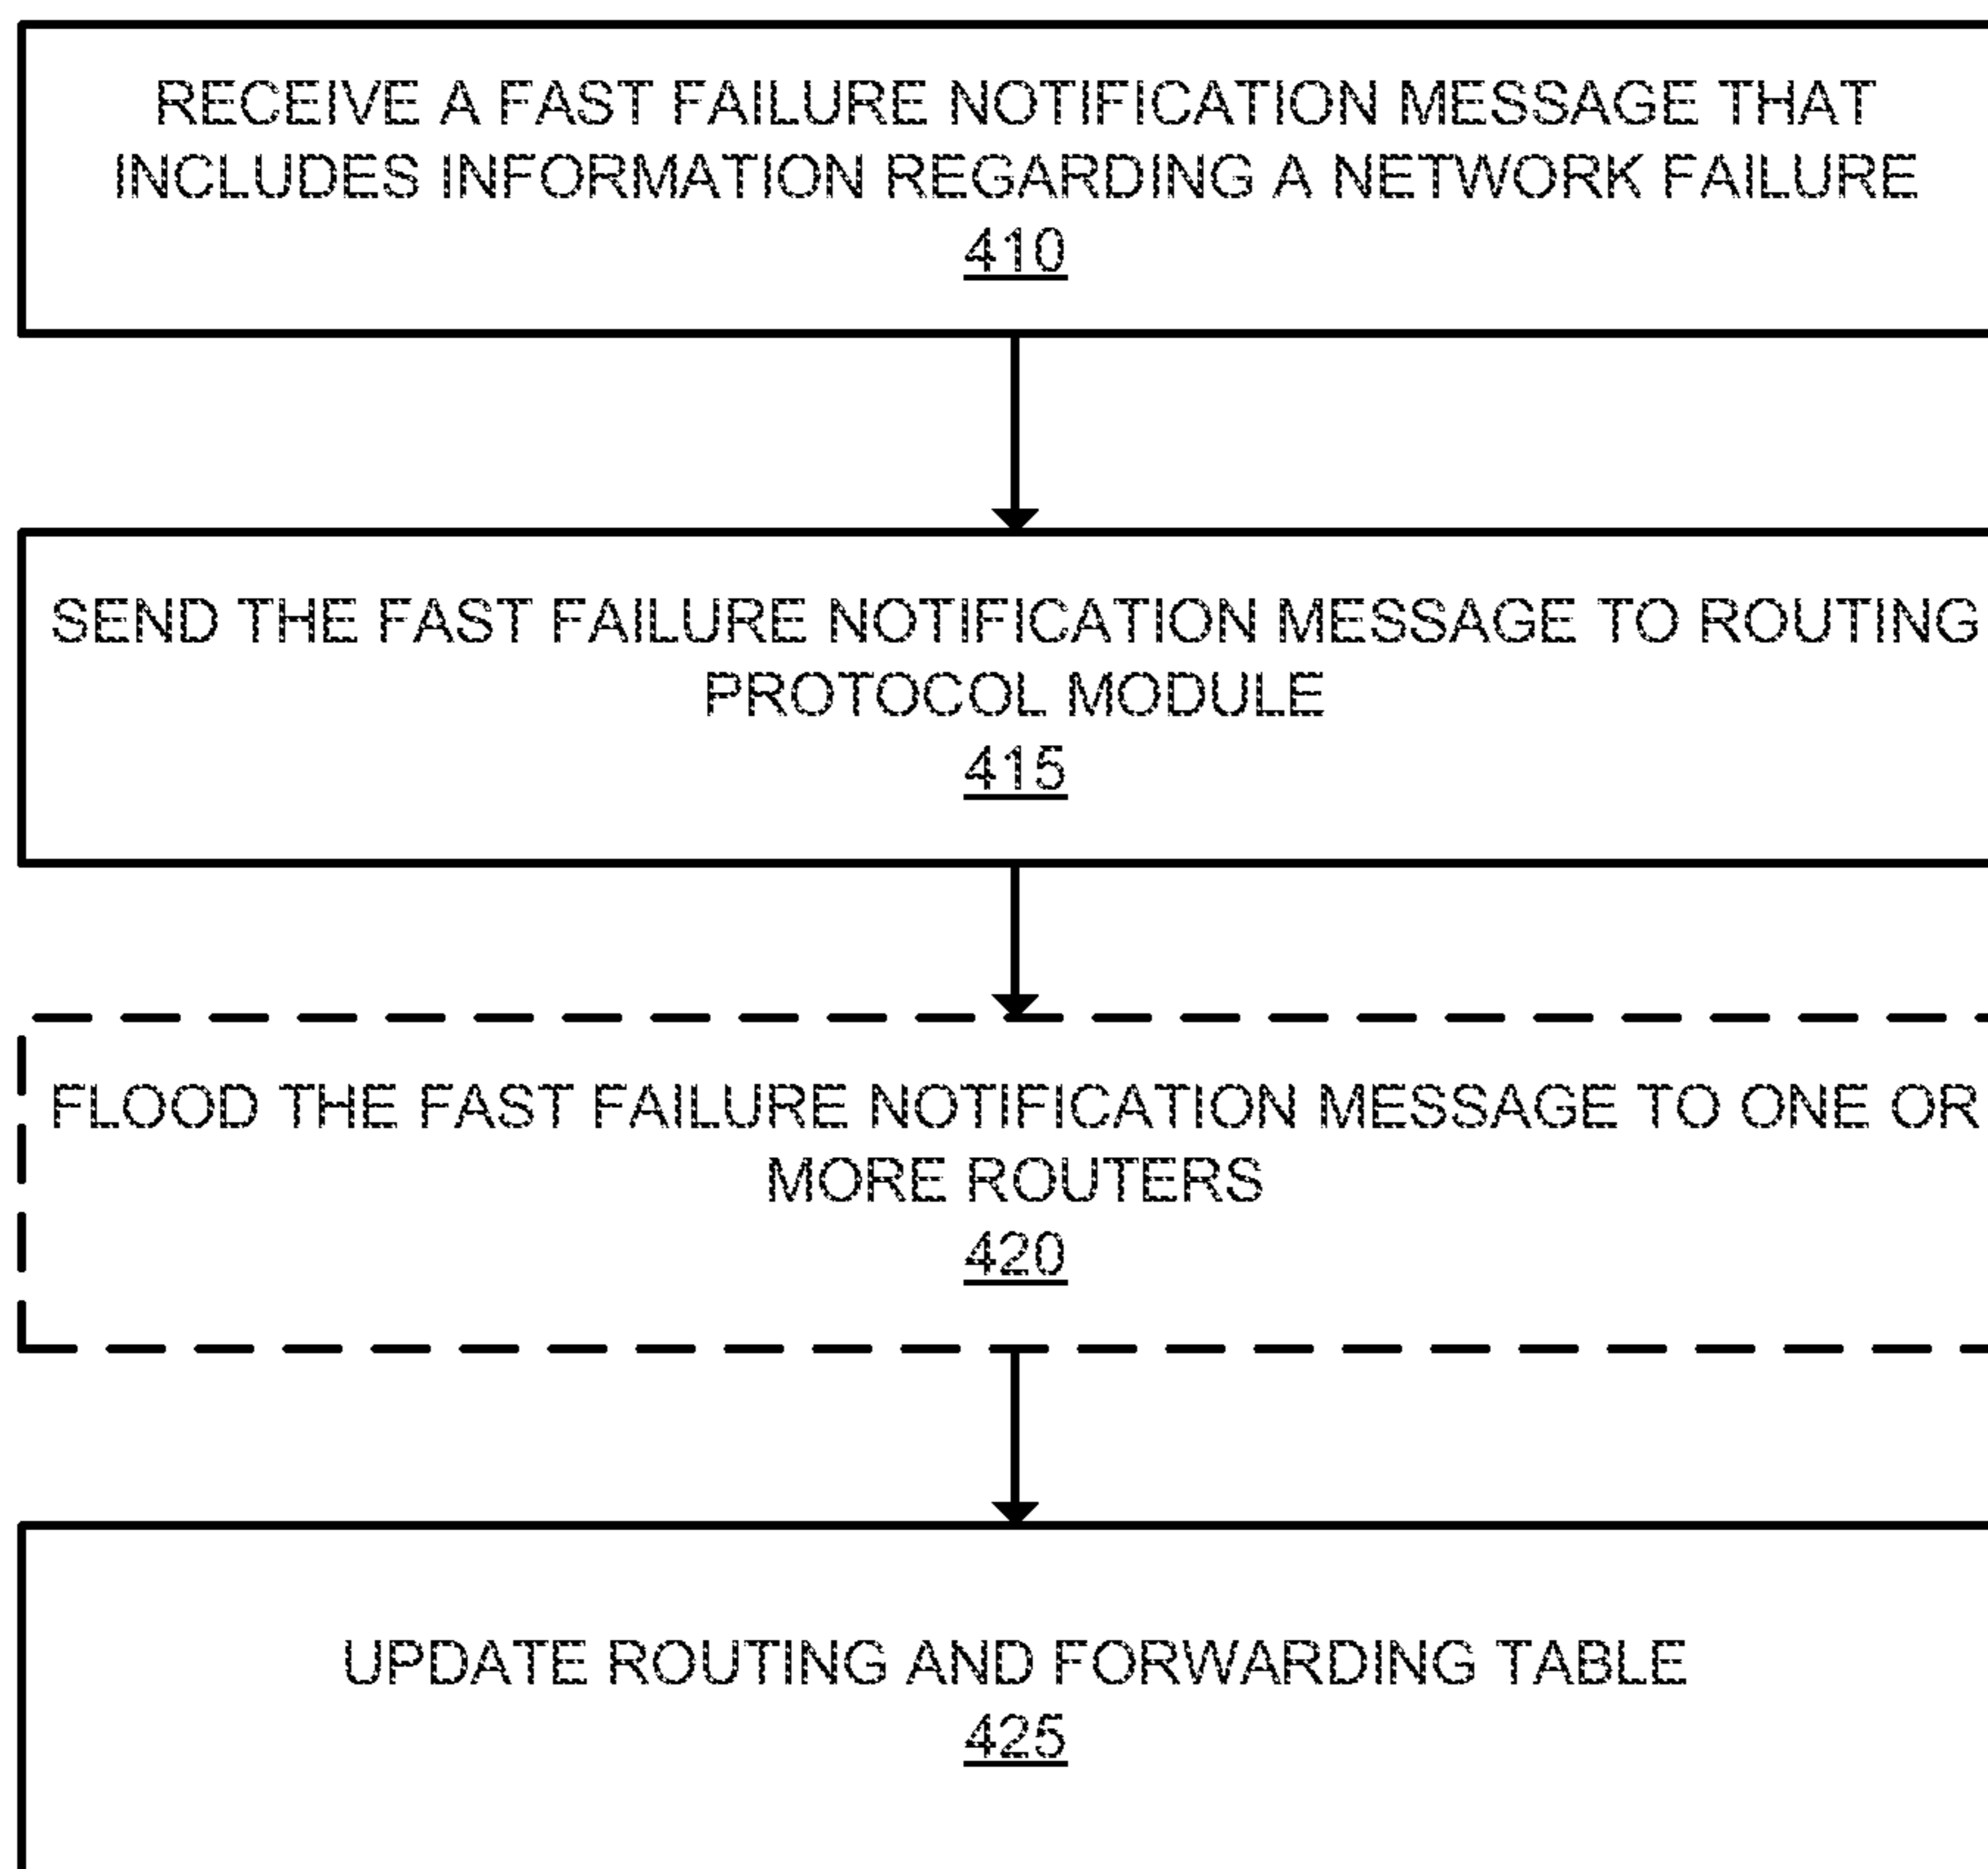 RECEIVE A FAST FAILURE NOTIFICATION MESSAGE THAT
INCLUDES INFORMATION REGARDING A NETWORK FAILURE
410
SEND THE FAST FAILURE NOTIFICATION MESSAGE TO ROUTING
PROTOCOL MODULE
415
FLOOD THE FAST FAILURE NOTIFICATION MESSAGE TO ONE OR
MORE ROUTERS
420
UPDATE ROUTING AND FORWARDING TABLE
425